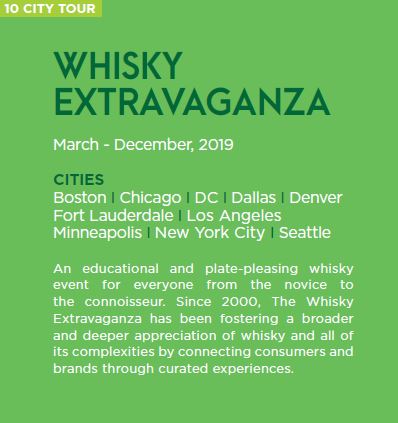 10 CITY TOUR
WHISKY
EXTRAVAGANZA
March - December, 2019
CITIES
Boston | Chicago | DC | Dallas | Denver
Fort Lauderdale | Los Angeles
Minneapolis | New York City | Seattle
An educational and plate-pleasing whisky
event for everyone from the novice to
the connoisseur. Since 2000, The Whisky
Extravaganza has been fostering a broader
and deeper appreciation of whisky and all of
its complexities by connecting consumers and
brands through curated experiences.